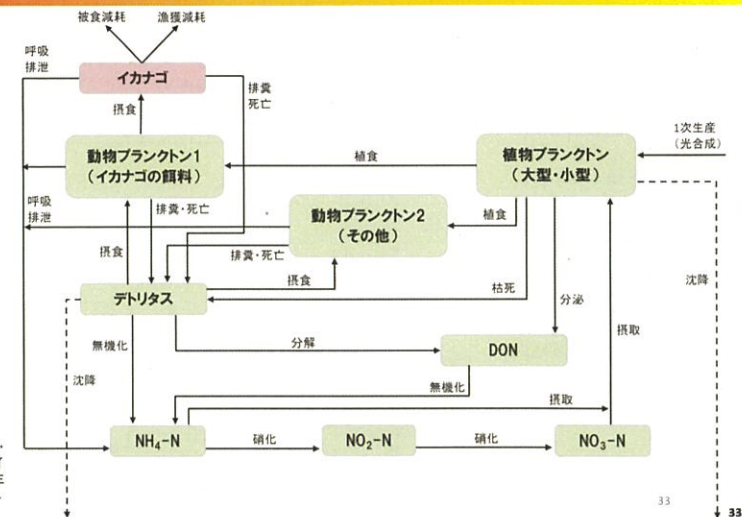 被食減耗 漁獲減耗
呼吸
排泄
イカナゴ
排糞
死亡
摂食
1次生産
(光合成)
動物プランクトン1
(イカナゴの餌料)
植食
植物プランクトン
(大型・小型)
呼吸
排泄
排糞・死亡
動物プランクトン2
(その他)
植食
摂食
排糞・死亡
摂食
沈降
デトリタス
枯死
分泌
無機化
分解
DON
摂取
沈降
無機化
摂取
NH₄-N
硝化
NO₂-N
硝化
NO₃-N
33
33